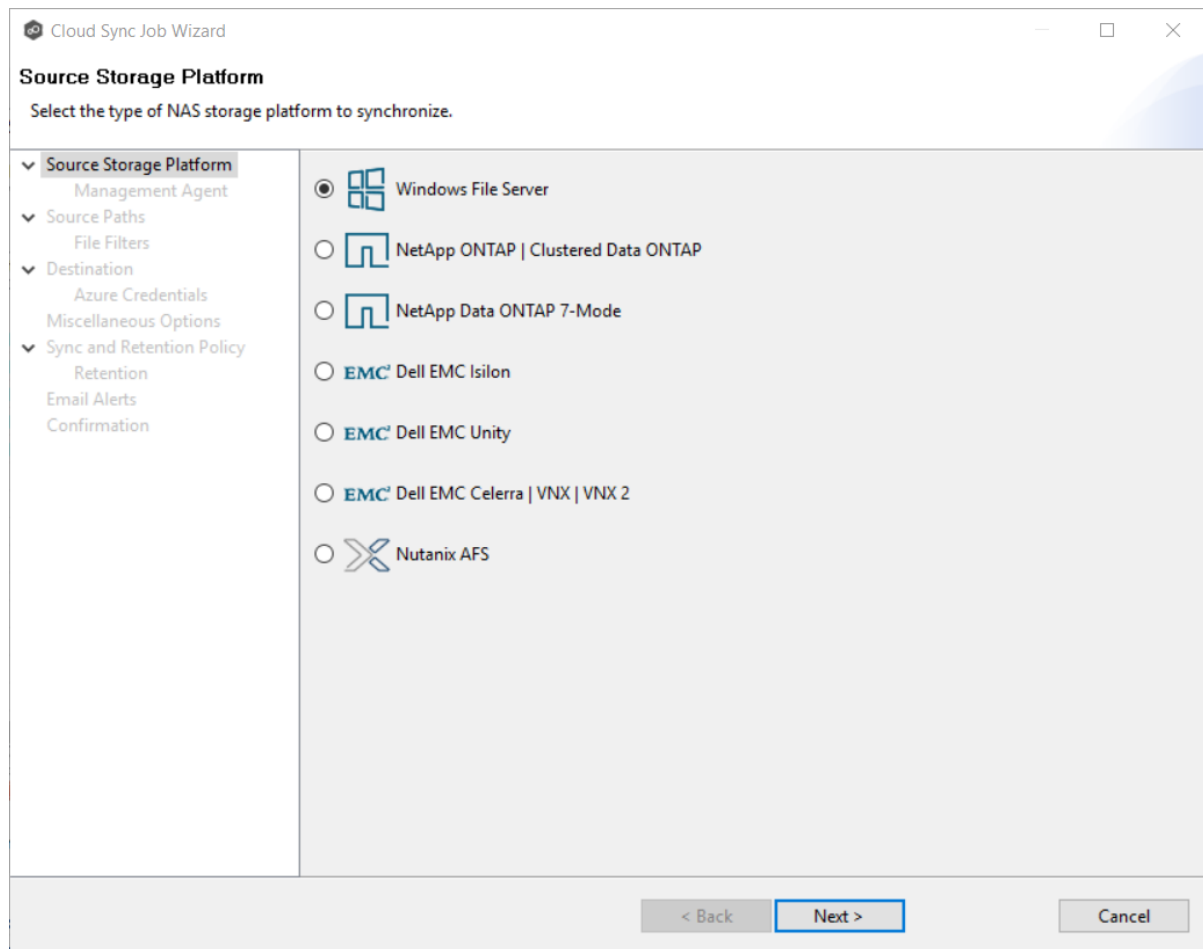 Cloud Sync Job Wizard
Source Storage Platform
Select the type of NAS storage platform to synchronize.
Source Storage Platform
Management Agent
Source Paths
File Filters
Destination
Azure Credentials
Miscellaneous Options
Sync and Retention Policy
Retention
Email Alerts
Confirmation
Windows File Server
NetApp ONTAP | Clustered Data ONTAP
NetApp Data ONTAP 7-Mode
EMC² Dell EMC Isilon
EMC² Dell EMC Unity
EMC² Dell EMC Celerra | VNX | VNX 2
Nutanix AFS
< Back
Next >
Cancel